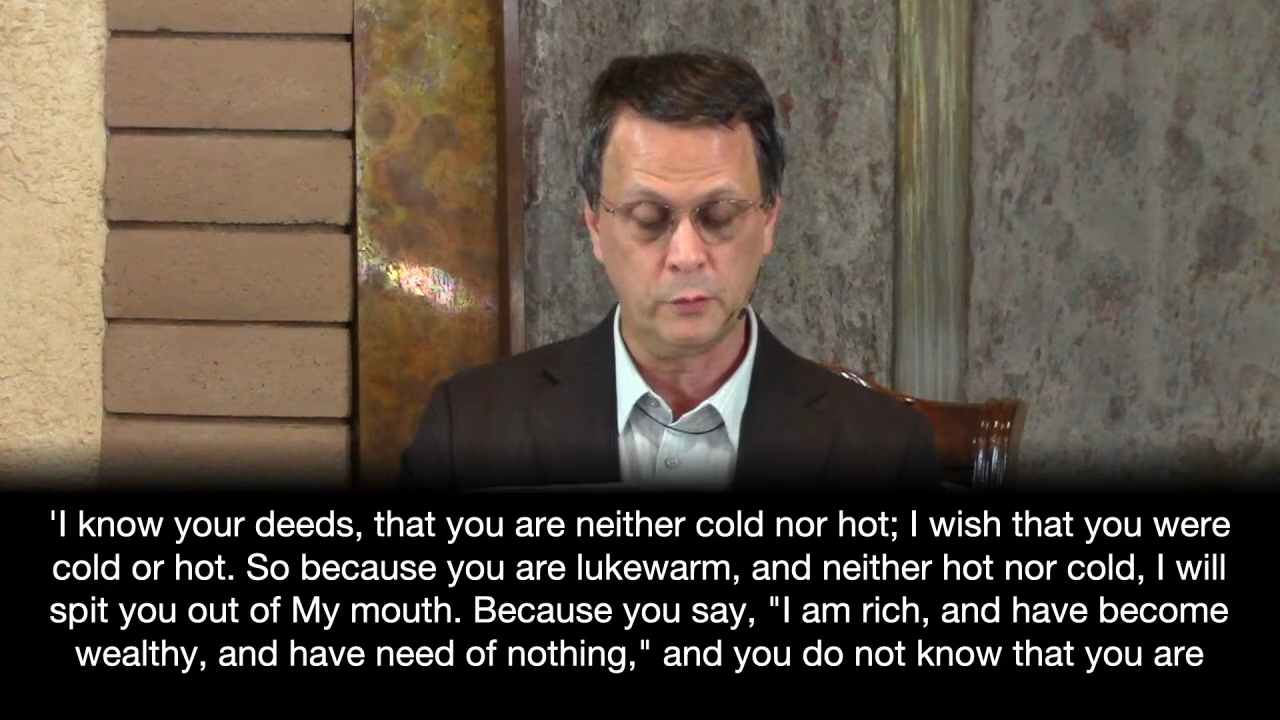 'I know your deeds, that you are neither cold nor hot; I wish that you were
cold or hot. So because you are lukewarm, and neither hot nor cold, I will
spit you out of My mouth. Because you say, "I am rich, and have become
wealthy, and have need of nothing," and you do not know that you are